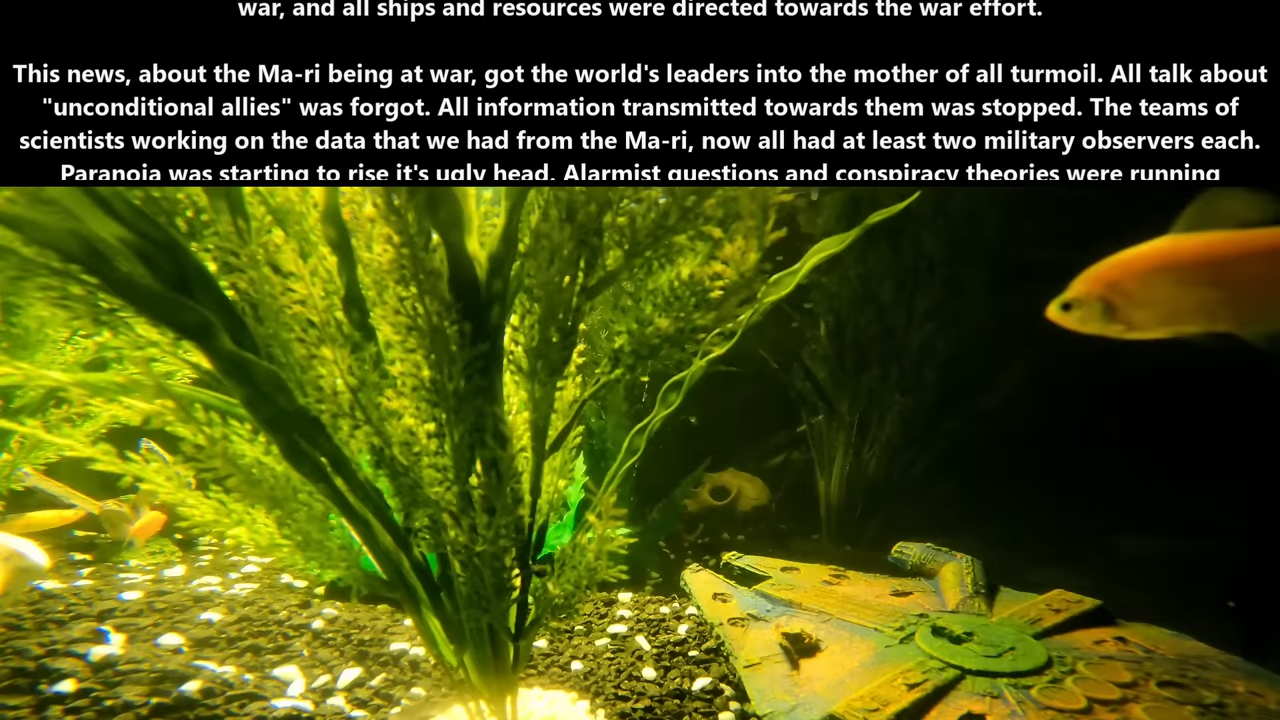 war, and all ships and resources were directed towards the war effort.
This news, about the Ma-ri being at war, got the world's leaders into the mother of all turmoil. All talk about
"unconditional allies" was forgot. All information transmitted towards them was stopped. The teams of
scientists working on the data that we had from the Ma-ri, now all had at least two military observers each.
Paranoia was starting to rise it's ugly head. Alarmist questions and conspiracy theories were running